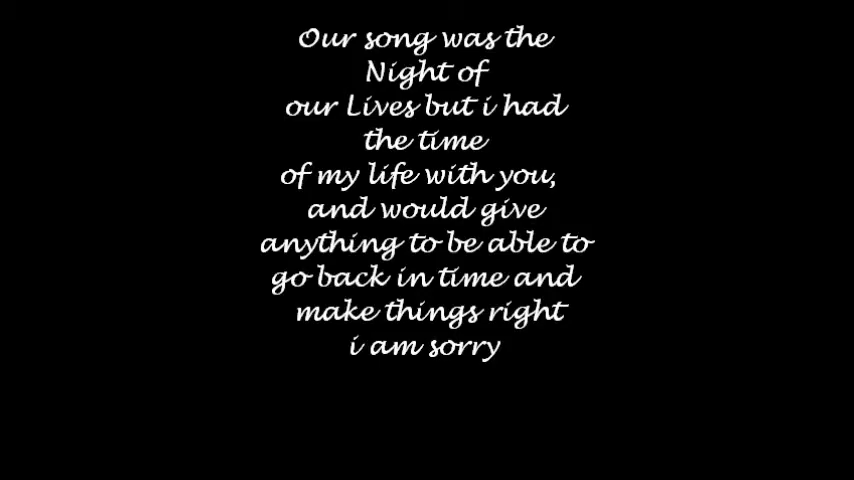 Our song was the
Night of
our Lives but i had
the time
of my life with you,
and would give
anything to be able to
go back in time and
make things right
i am sorry